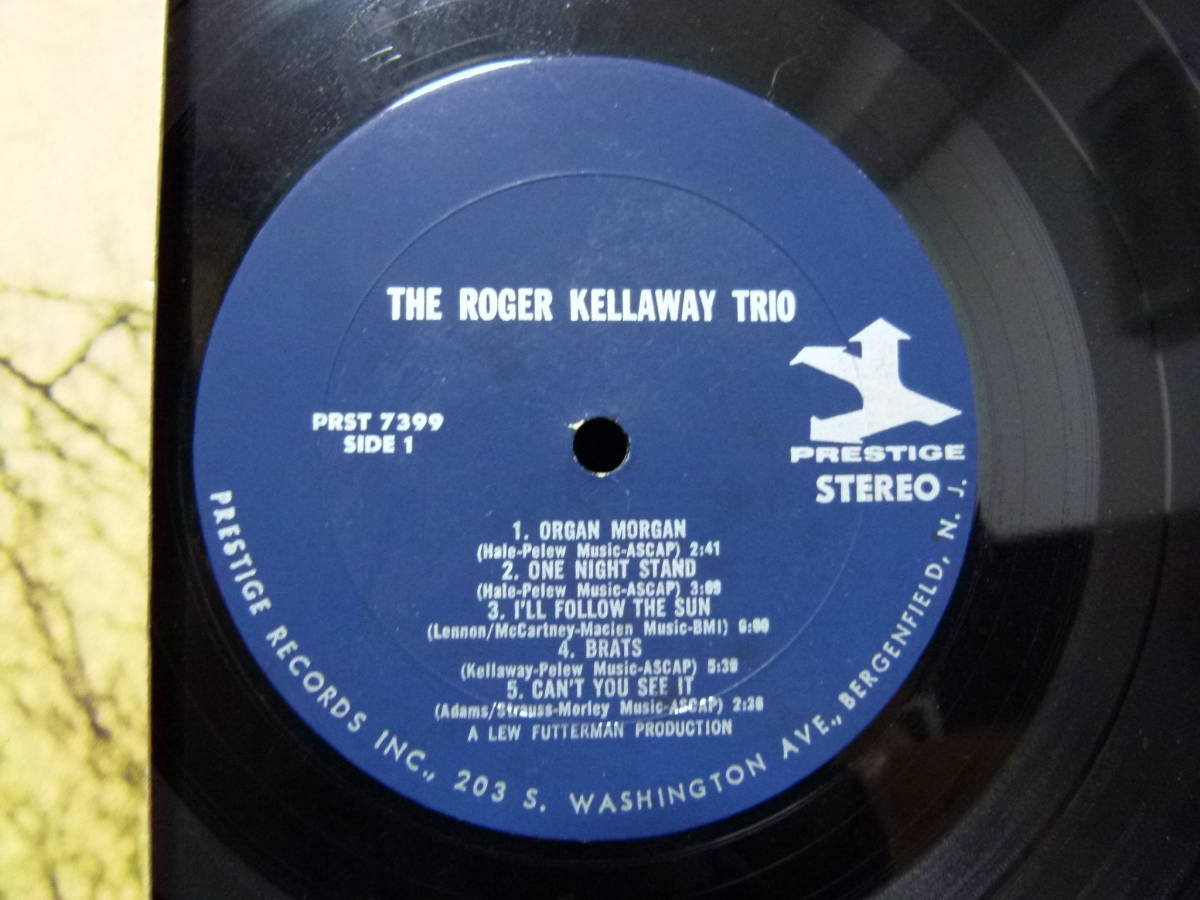 THE ROGER KELLAWAY TRIO
PRST 7399
SIDE 1
PRESTIGE
STEREO
1. ORGAN MORGAN
(Hale-Pelew Music-ASCAP) 2:41
2. ONE NIGHT STAND
(Hale-Pelew Music-ASCAP)
3. I'LL FOLLOW THE SUN
(Lennon/McCartney-Maclen Music-BMI)
4. BRATS
(Kellaway-Pelew Music-ASCAP)
5. CAN'T YOU SEE IT
(Adams/Strauss-Morley Music-ASCAP)
A LEW FUTTERMAN PRODUCTION
PRESTIGE RECORDS INC., 203 S. WASHINGTON AVE., BERGENFIELD, N. J.